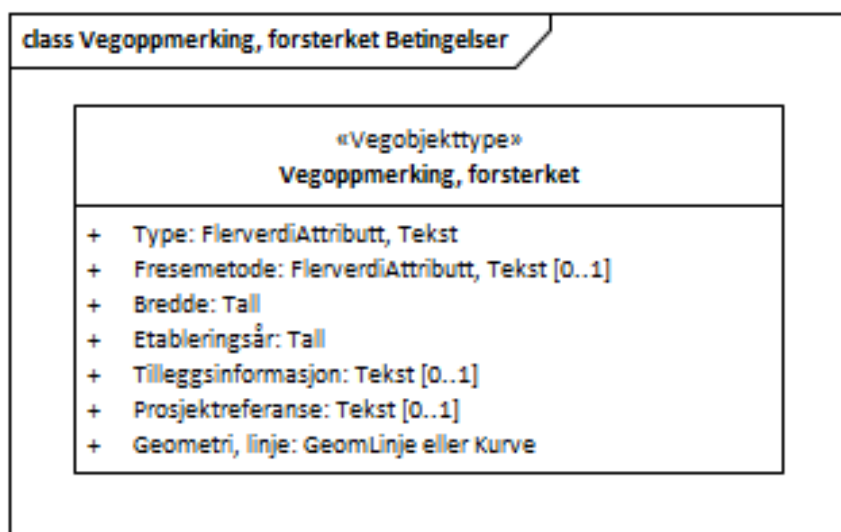 class Vegoppmerking, forsterket Betingelser
«Vegobjekttype»
Vegoppmerking, forsterket
+ Type: FlerverdiAttributt, Tekst
+ Fresemetode: FlerverdiAttributt, Tekst [0..1]
+ Bredde: Tall
+ Etableringsår: Tall
+ Tilleggsinformasjon: Tekst [0..1]
+ Prosjektreferanse: Tekst [0..1]
+ Geometri, linje: GeomLinje eller Kurve